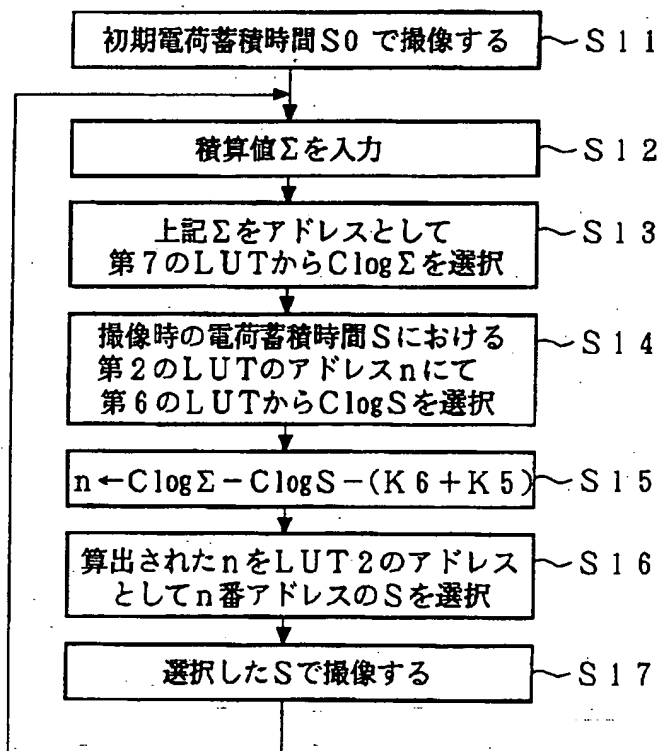 初期電荷蓄積時間S0 で撮像する ～S11
積算値Σを入力 ～S12
上記Σをアドレスとして ～S13
第7のLUTからClogΣを選択
撮像時の電荷蓄積時間Sにおける ～S14
第2のLUTのアドレスnにて
第6のLUTからClogSを選択
n←ClogΣ－ClogS－(K6＋K5) ～S15
算出されたnをLUT2のアドレス ～S16
としてn番アドレスのSを選択
選択したSで撮像する ～S17